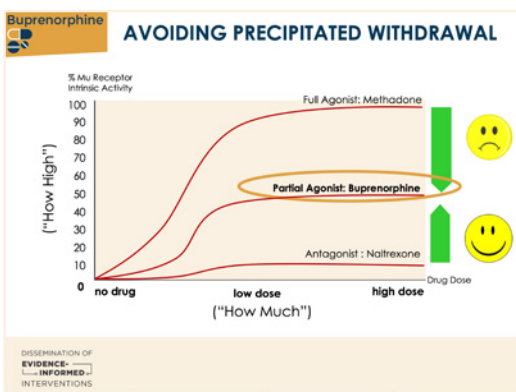 Buprenorphine
AVOIDING PRECIPITATED WITHDRAWAL
% Mu Receptor
Intrinsic Activity
100
90
80
70
60
50
40
30
20
10
0
("How High")
Full Agonist: Methadone
Partial Agonist: Buprenorphine
Antagonist : Naltrexone
Drug Dose
no drug
low dose
high dose
("How Much")
DISSEMINATION OF
EVIDENCE-
INFORMED
INTERVENTIONS